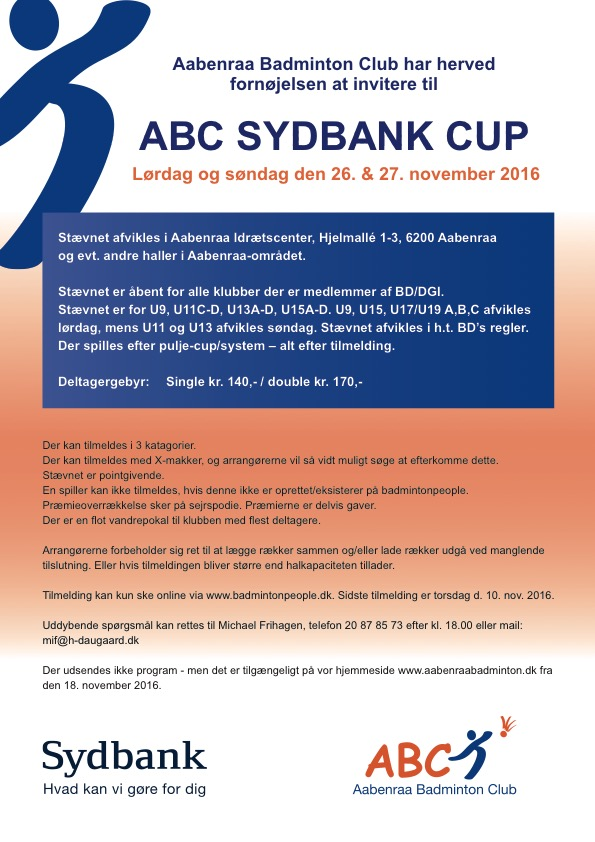 Aabenraa Badminton Club har herved
fornøjelsen at invitere til
ABC SYDBANK CUP
Lørdag og søndag den 26. & 27. november 2016
Stævnet afvikles i Aabenraa Idrætscenter, Hjelmallé 1-3, 6200 Aabenraa
og evt. andre haller i Aabenraa-området.
Stævnet er åbent for alle klubber der er medlemmer af BD/DGI.
Stævnet er for U9, U11C-D, U13A-D, U15A-D. U9, U15, U17/U19 A,B,C afvikles
lørdag, mens U11 og U13 afvikles søndag. Stævnet afvikles i h.t. BD's regler.
Der spilles efter pulje-cup/system – alt efter tilmelding.
Deltagergebyr: Single kr. 140,- / double kr. 170,-
Der kan tilmeldes i 3 katagorier.
Der kan tilmeldes med X-makker, og arrangørerne vil så vidt muligt søge at efterkomme dette.
Stævnet er pointgivende.
En spiller kan ikke tilmeldes, hvis denne ikke er oprettet/eksisterer på badmintonpeople.
Præmieoverrækkelse sker på sejrspodie. Præmierne er delvis gaver.
Der er en flot vandrepokal til klubben med flest deltagere.
Arrangørerne forbeholder sig ret til at lægge rækker sammen og/eller lade rækker udgå ved manglende
tilslutning. Eller hvis tilmeldingen bliver større end halkapaciteten tillader.
Tilmelding kan kun ske online via www.badmintonpeople.dk. Sidste tilmelding er torsdag d. 10. nov. 2016.
Uddybende spørgsmål kan rettes til Michael Frihagen, telefon 20 87 85 73 efter kl. 18.00 eller mail:
mif@h-daugaard.dk
Der udsendes ikke program - men det er tilgængeligt på vor hjemmeside www.aabenraabadminton.dk fra
den 18. november 2016.
Sydbank
Hvad kan vi gøre for dig
ABC
Aabenraa Badminton Club